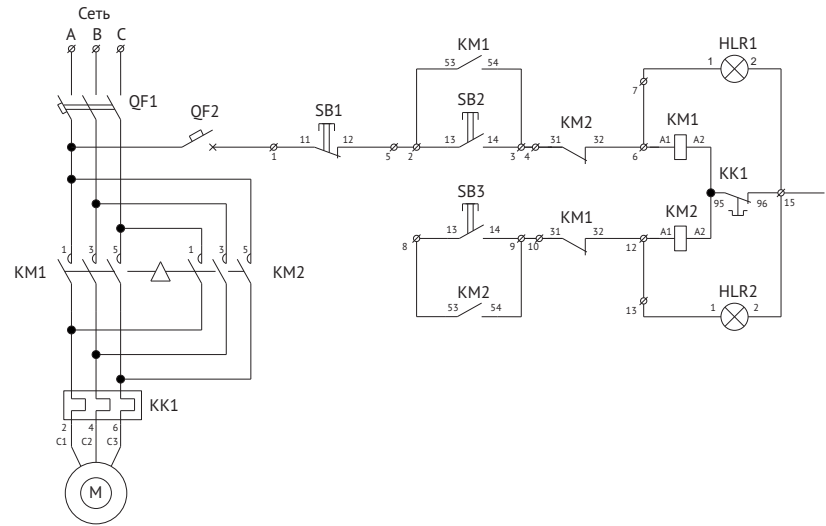 Сеть
A B C
QF1
QF2
1
SB1
11 12
5 2
KM1
53 54
SB2
13 14
3 4
KM2
31 32
6
7
HLR1
1 2
KM1
A1 A2
KK1
95 96
15
KM2
A1 A2
SB3
13 14
8
9 10
KM1
31 32
12
KM2
53 54
13
HLR2
1 2
KM1
1 3 5
1 3 5
KM2
KK1
2 4 6
C1 C2 C3
M